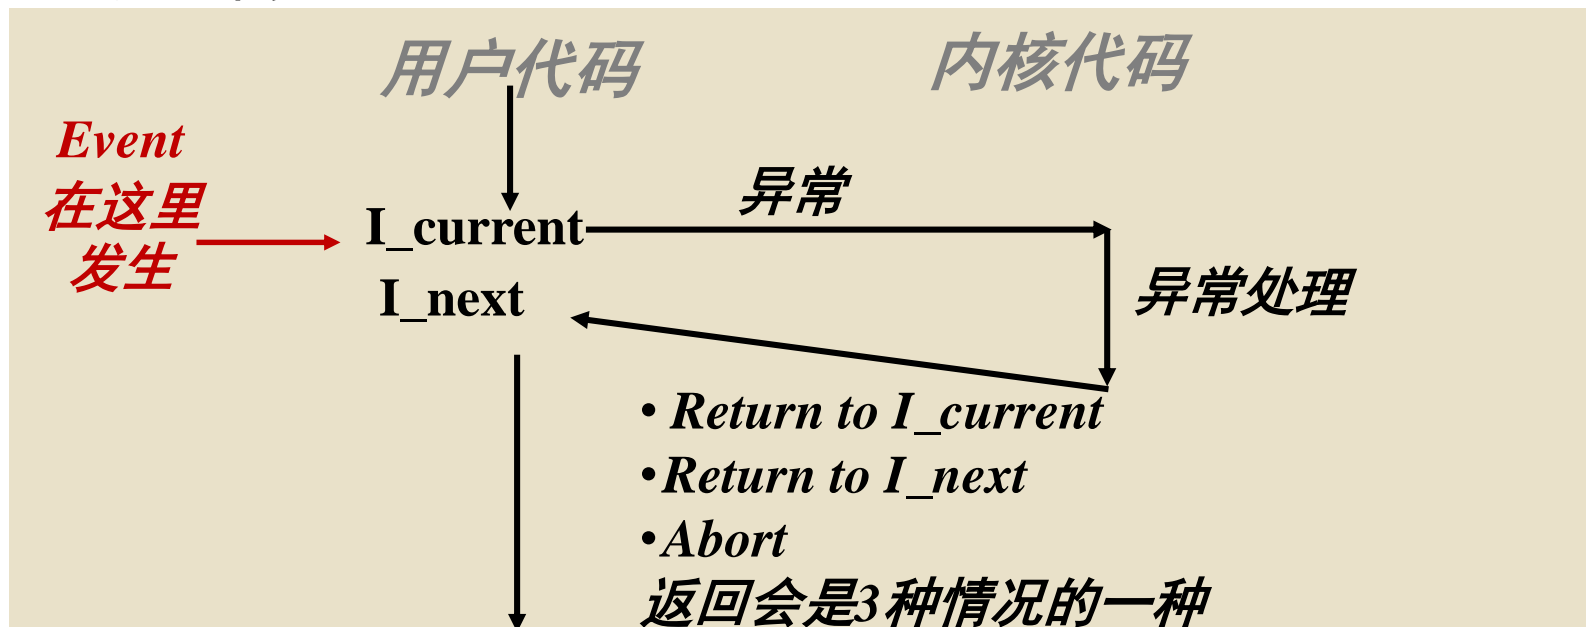 用户代码
内核代码
Event
在这里
发生
异常
I_current
I_next
异常处理
• Return to I_current
•Return to I_next
•Abort
返回会是3种情况的一种